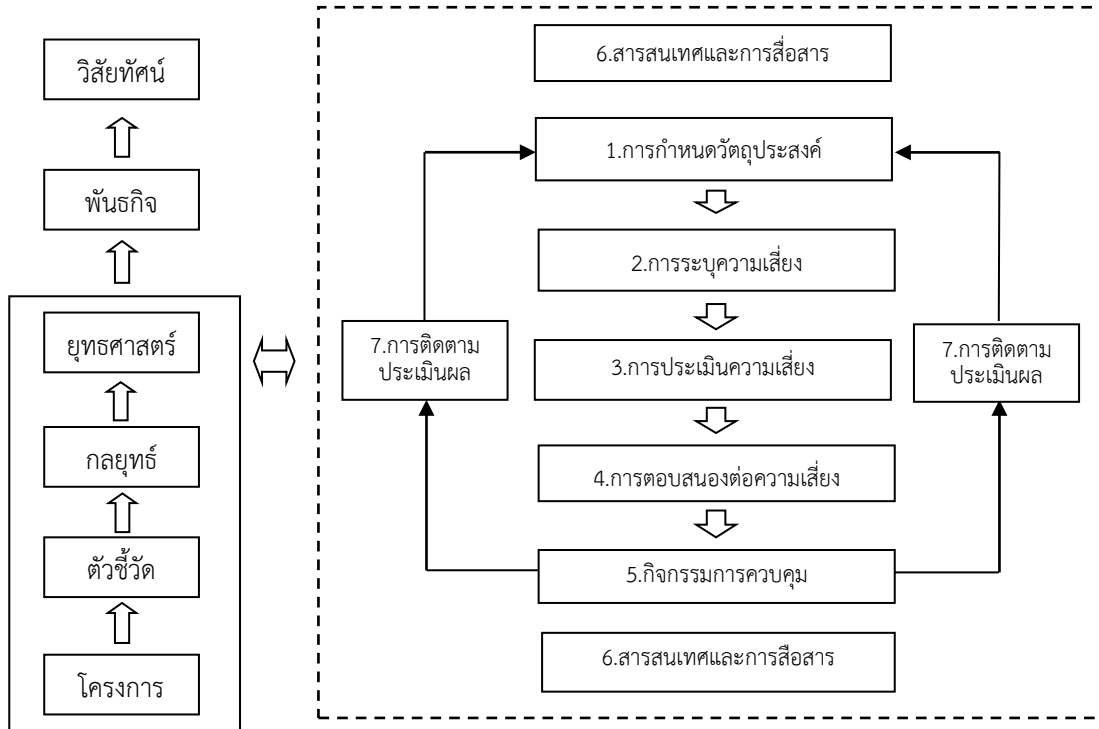 วิสัยทัศน์
พันธกิจ
ยุทธศาสตร์
กลยุทธ์
ตัวชี้วัด
โครงการ
6.สารสนเทศและการสื่อสาร
1.การกำหนดวัตถุประสงค์
2.การระบุความเสี่ยง
7.การติดตาม
ประเมินผล
3.การประเมินความเสี่ยง
7.การติดตาม
ประเมินผล
4.การตอบสนองต่อความเสี่ยง
5.กิจกรรมการควบคุม
6.สารสนเทศและการสื่อสาร